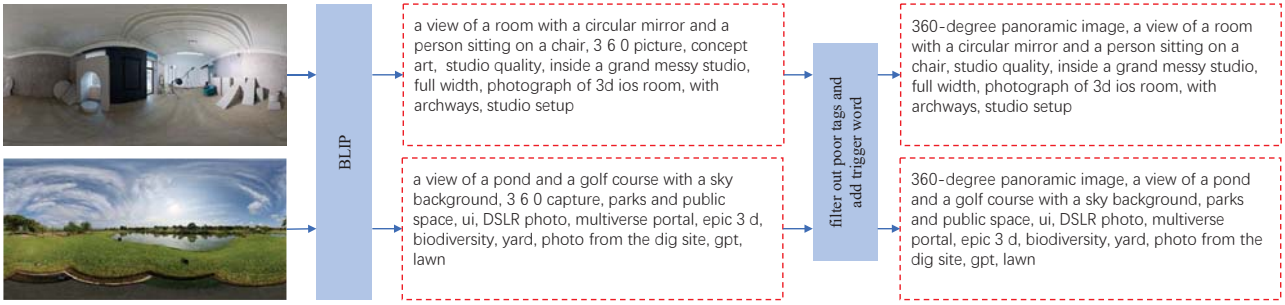 BLIP
a view of a room with a circular mirror and a
person sitting on a chair, 3 6 0 picture, concept
art, studio quality, inside a grand messy studio,
full width, photograph of 3d ios room, with
archways, studio setup
a view of a pond and a golf course with a sky
background, 3 6 0 capture, parks and public
space, ui, DSLR photo, multiverse portal, epic 3 d,
biodiversity, yard, photo from the dig site, gpt,
lawn
filter out poor tags and
add trigger word
360-degree panoramic image, a view of a room
with a circular mirror and a person sitting on a
chair, studio quality, inside a grand messy studio,
full width, photograph of 3d ios room, with
archways, studio setup
360-degree panoramic image, a view of a pond
and a golf course with a sky background, parks
and public space, ui, DSLR photo, multiverse
portal, epic 3 d, biodiversity, yard, photo from the
dig site, gpt, lawn